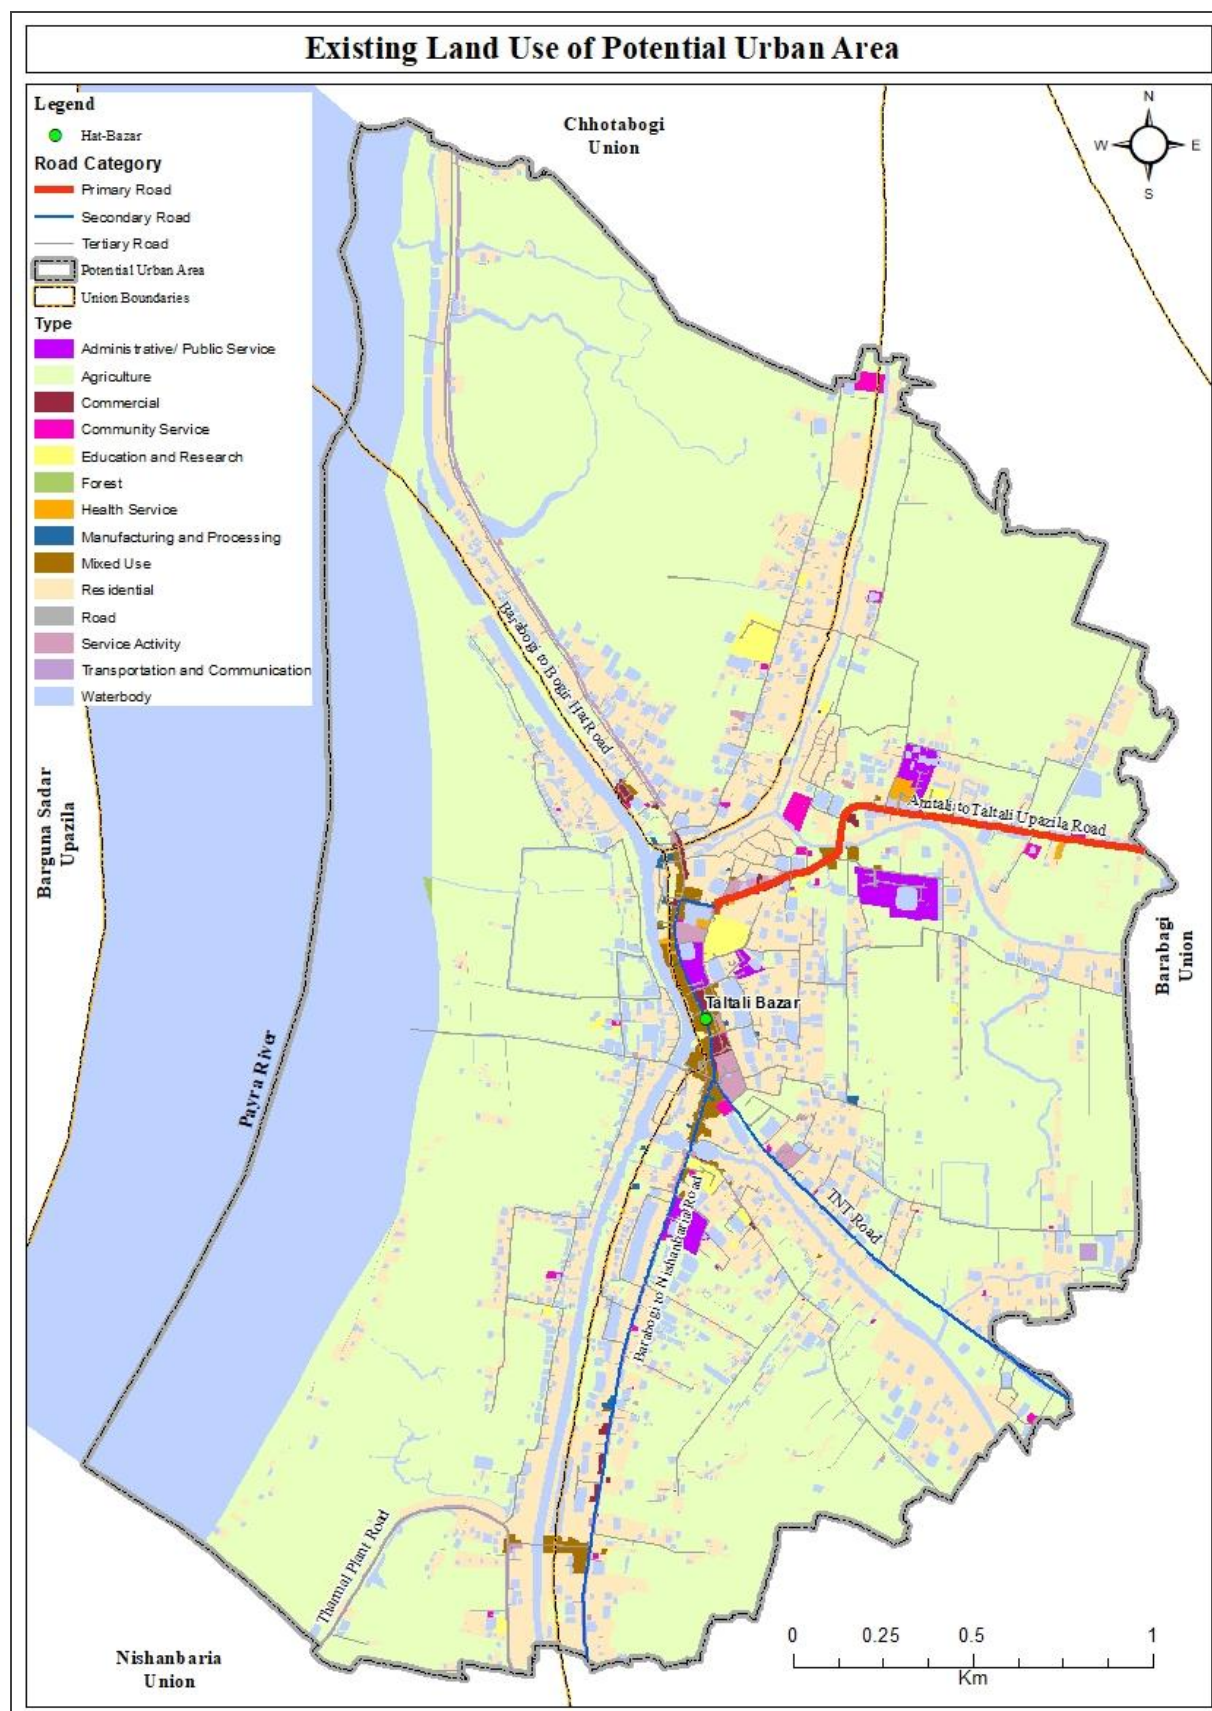 Existing Land Use of Potential Urban Area
Legend
Hat-Bazar
Road Category
Primary Road
Secondary Road
Tertiary Road
Potential Urban Area
Union Boundaries
Type
Administrative/ Public Service
Agriculture
Commercial
Community Service
Education and Research
Forest
Health Service
Manufacturing and Processing
Mixed Use
Residential
Road
Service Activity
Transportation and Communication
Waterbody
Chhotabogi
Union
N
W
E
S
Barabogi to Bogir Hat Road
Amtali to Taltali Upazila Road
Barguna Sadar
Upazila
Barabagi
Union
Taltali Bazar
Payra River
TNT Road
Barabogi to Nishanbaria Road
Tharmal Plant Road
Nishanbaria
Union
0 0.25 0.5 1
Km